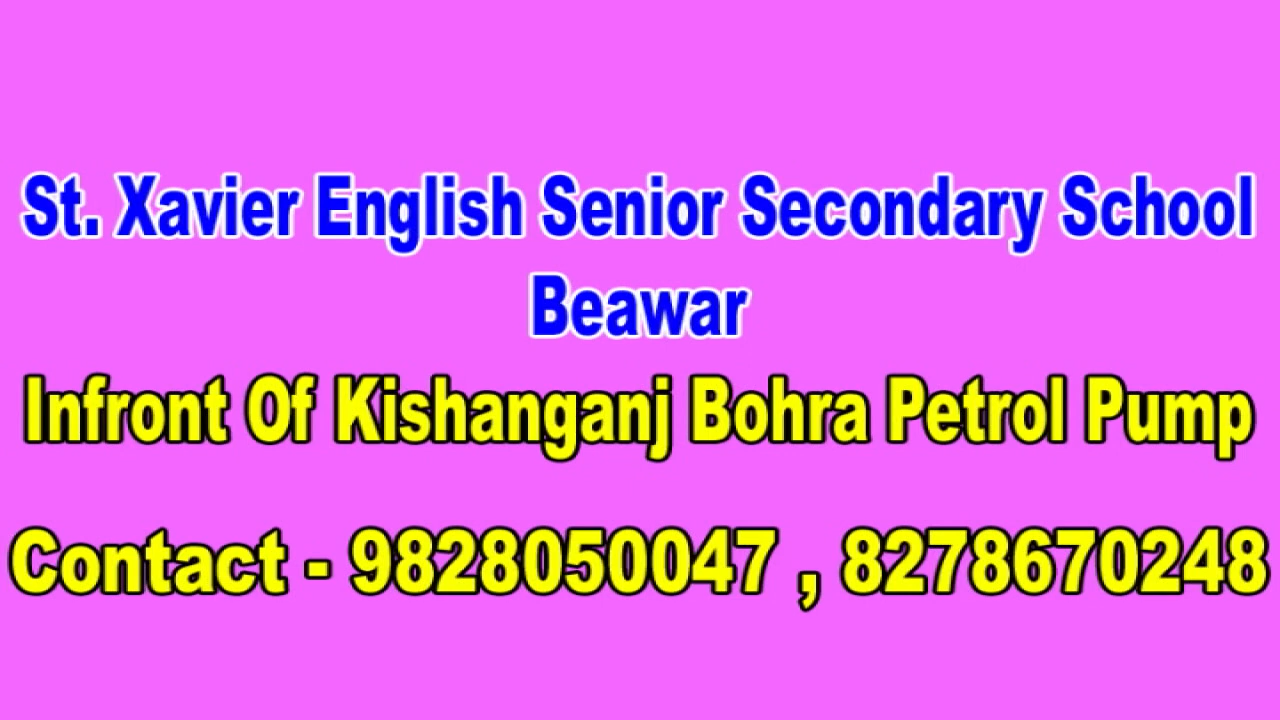 St. Xavier English Senior Secondary School
Beawar
Infront Of Kishanganj Bohra Petrol Pump
Contact - 9828050047 , 8278670248